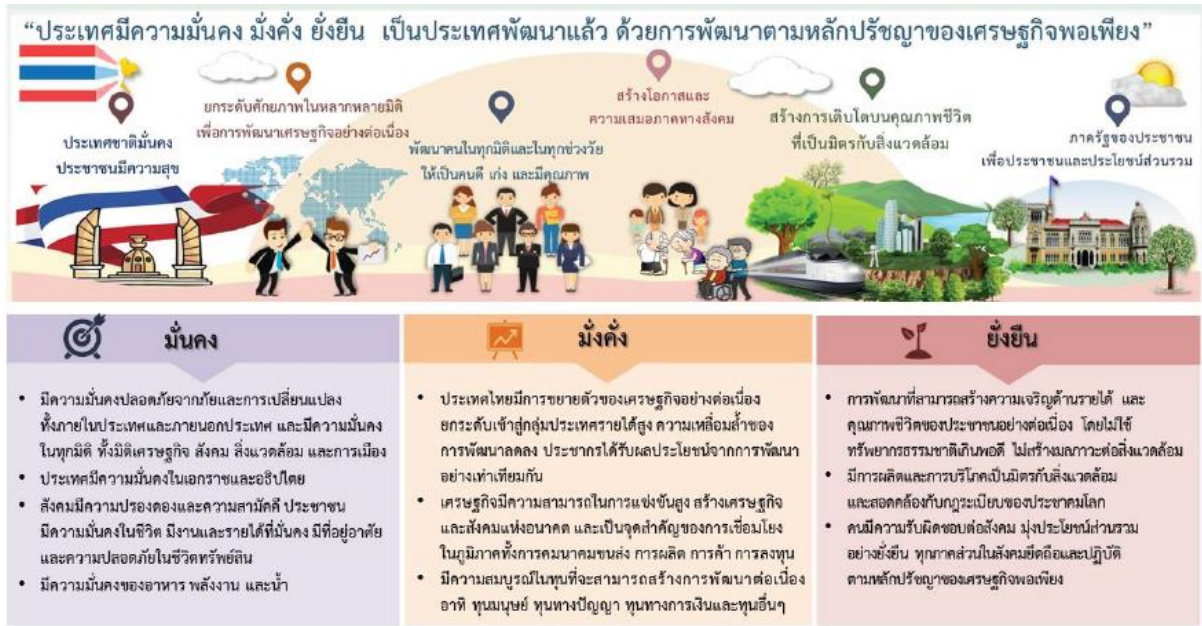 “ประเทศมีความมั่นคง มั่งคั่ง ยั่งยืน เป็นประเทศพัฒนาแล้ว ด้วยการพัฒนาตามหลักปรัชญาของเศรษฐกิจพอเพียง”
ประเทศชาติมั่นคง
ประชาชนมีความสุข
ยกระดับศักยภาพในหลากหลายมิติ
เพื่อการพัฒนาเศรษฐกิจอย่างต่อเนื่อง
พัฒนาคนในทุกมิติและในทุกช่วงวัย
ให้เป็นคนดี เก่ง และมีคุณภาพ
สร้างโอกาสและ
ความเสมอภาคทางสังคม
สร้างการเติบโตบนคุณภาพชีวิต
ที่เป็นมิตรกับสิ่งแวดล้อม
ภาครัฐของประชาชน
เพื่อประชาชนและประโยชน์ส่วนรวม
มั่นคง
• มีความมั่นคงปลอดภัยจากภัยและการเปลี่ยนแปลง
ทั้งภายในประเทศและภายนอกประเทศ และมีความมั่นคง
ในทุกมิติ ทั้งมิติเศรษฐกิจ สังคม สิ่งแวดล้อม และการเมือง
• ประเทศมีความมั่นคงในเอกราชและอธิปไตย
• สังคมมีความปรองดองและความสามัคคี ประชาชน
มีความมั่นคงในชีวิต มีงานและรายได้ที่มั่นคง มีที่อยู่อาศัย
และความปลอดภัยในชีวิตทรัพย์สิน
• มีความมั่นคงของอาหาร พลังงาน และน้ำ
มั่งคั่ง
• ประเทศไทยมีการขยายตัวของเศรษฐกิจอย่างต่อเนื่อง
ยกระดับเข้าสู่กลุ่มประเทศรายได้สูง ความเหลื่อมล้ำของ
การพัฒนาลดลง ประชากรได้รับผลประโยชน์จากการพัฒนา
อย่างเท่าเทียมกัน
• เศรษฐกิจมีความสามารถในการแข่งขันสูง สร้างเศรษฐกิจ
และสังคมแห่งอนาคต และเป็นจุดสำคัญของการเชื่อมโยง
ในภูมิภาคทั้งการคมนาคมขนส่ง การผลิต การค้า การลงทุน
• มีความสมบูรณ์ในทุนที่จะสามารถสร้างการพัฒนาต่อเนื่อง
อาทิ ทุนมนุษย์ ทุนทางปัญญา ทุนทางการเงินและทุนอื่นๆ
ยั่งยืน
• การพัฒนาที่สามารถสร้างความเจริญด้านรายได้ และ
คุณภาพชีวิตของประชาชนอย่างต่อเนื่อง โดยไม่ใช้
ทรัพยากรธรรมชาติเกินพอดี ไม่สร้างมลภาวะต่อสิ่งแวดล้อม
• มีการผลิตและการบริโภคเป็นมิตรกับสิ่งแวดล้อม
และสอดคล้องกับกฎระเบียบของประชาคมโลก
• คนมีความรับผิดชอบต่อสังคม มุ่งประโยชน์ส่วนรวม
อย่างยั่งยืน ทุกภาคส่วนในสังคมยึดถือและปฏิบัติ
ตามหลักปรัชญาของเศรษฐกิจพอเพียง